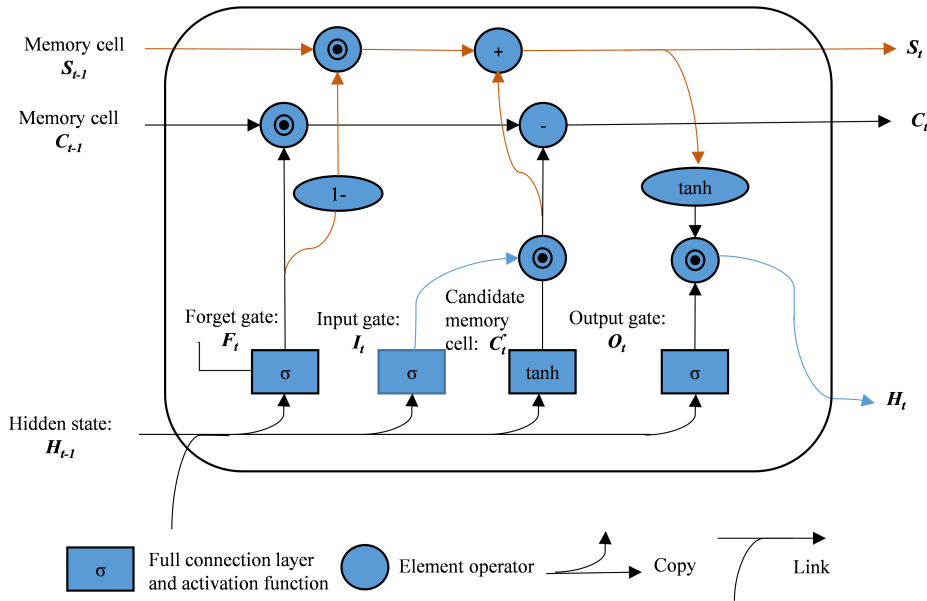 Memory cell
S_t-1
+
S_t
Memory cell
C_t-1
-
C_t
1-
tanh
Forget gate:
F_t
Input gate:
I_t
Candidate
memory
cell: C̃_t
Output gate:
O_t
σ
σ
tanh
σ
H_t
Hidden state:
H_t-1
σ
Full connection layer
and activation function
Element operator
Copy
Link